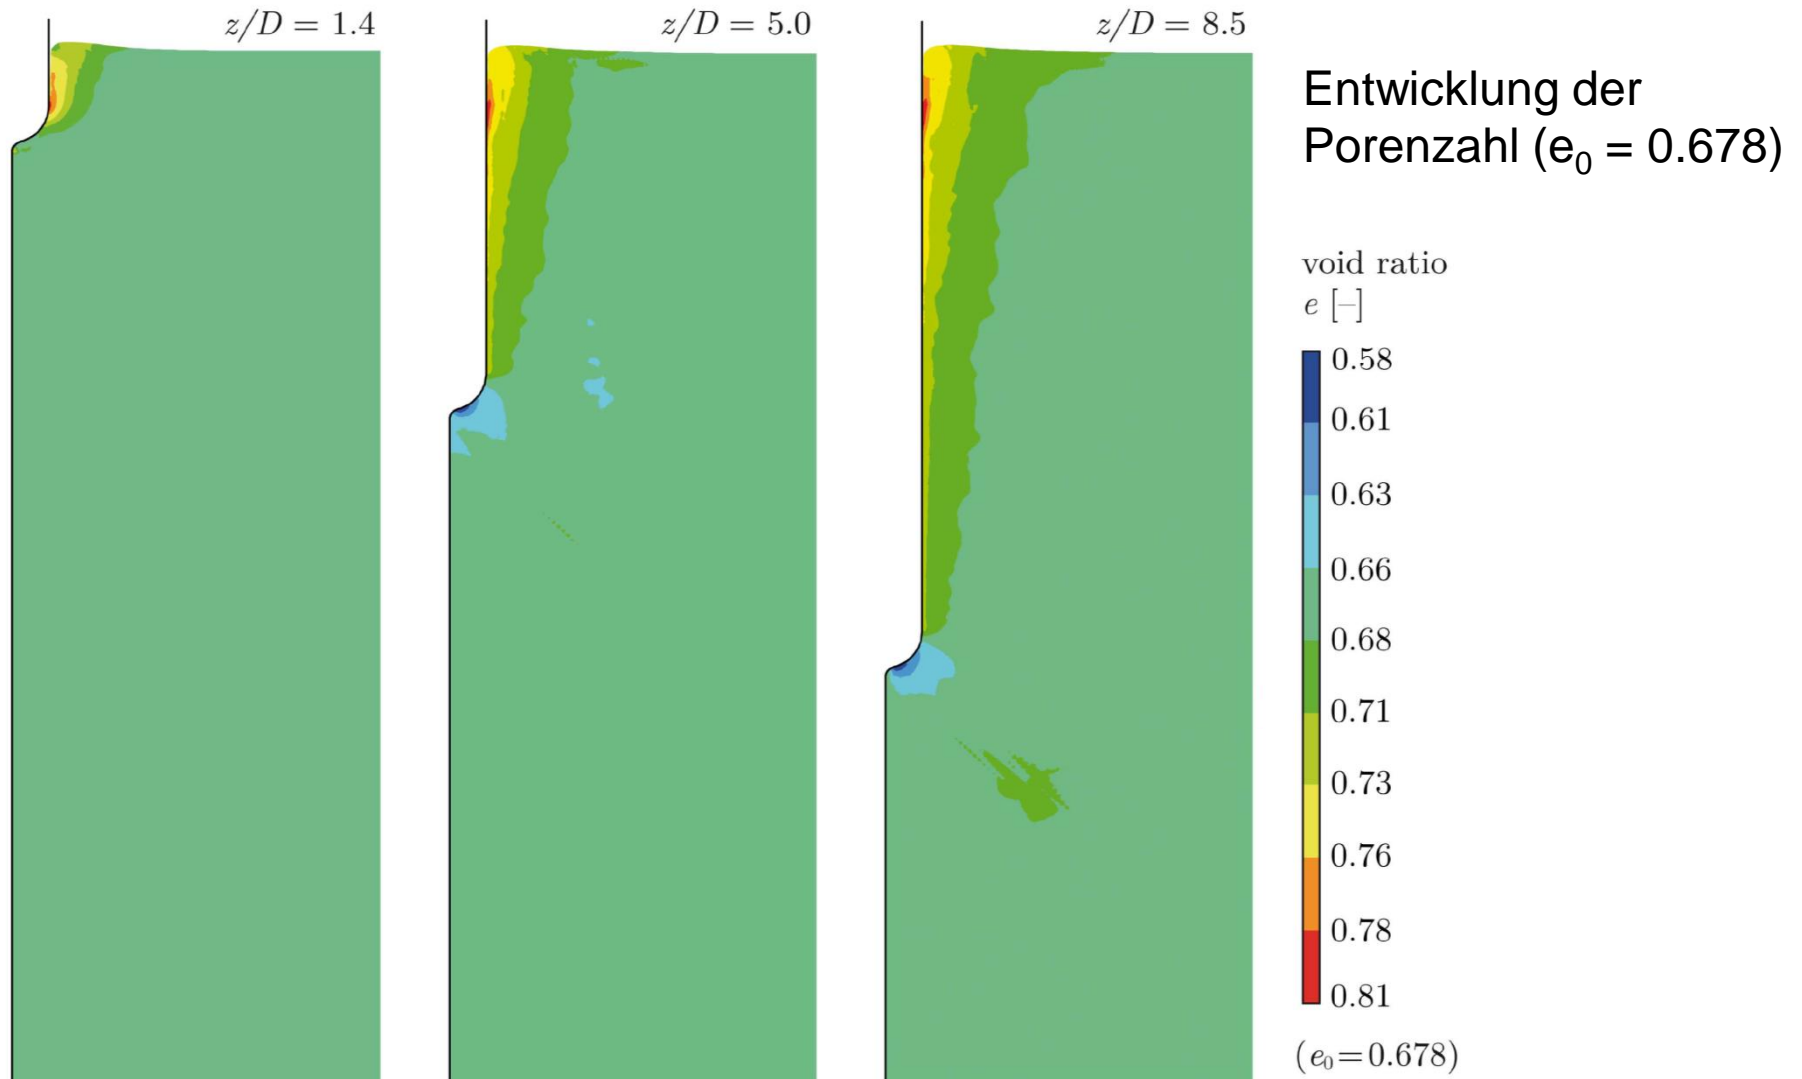 z/D = 1.4
z/D = 5.0
z/D = 8.5
Entwicklung der
Porenzahl (e₀ = 0.678)
void ratio
e [–]
0.58
0.61
0.63
0.66
0.68
0.71
0.73
0.76
0.78
0.81
(e₀=0.678)